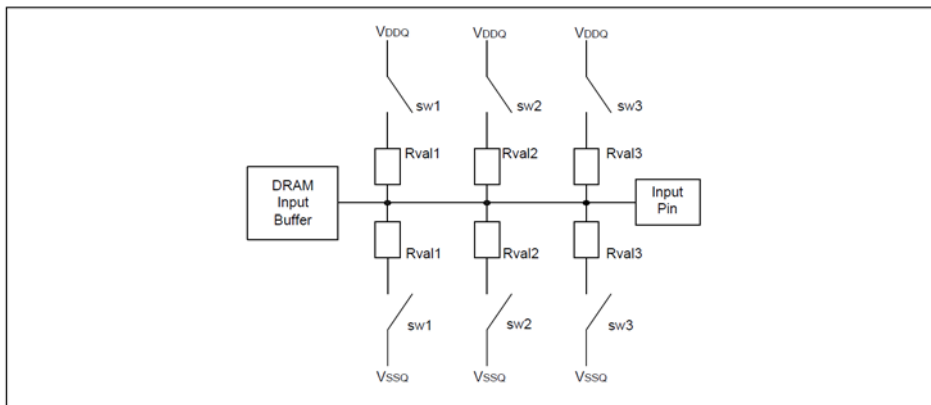 VDDQ VDDQ VDDQ
sw1 sw2 sw3
Rval1 Rval2 Rval3
DRAM
Input
Buffer
Input
Pin
Rval1 Rval2 Rval3
sw1 sw2 sw3
VSSQ VSSQ VSSQ